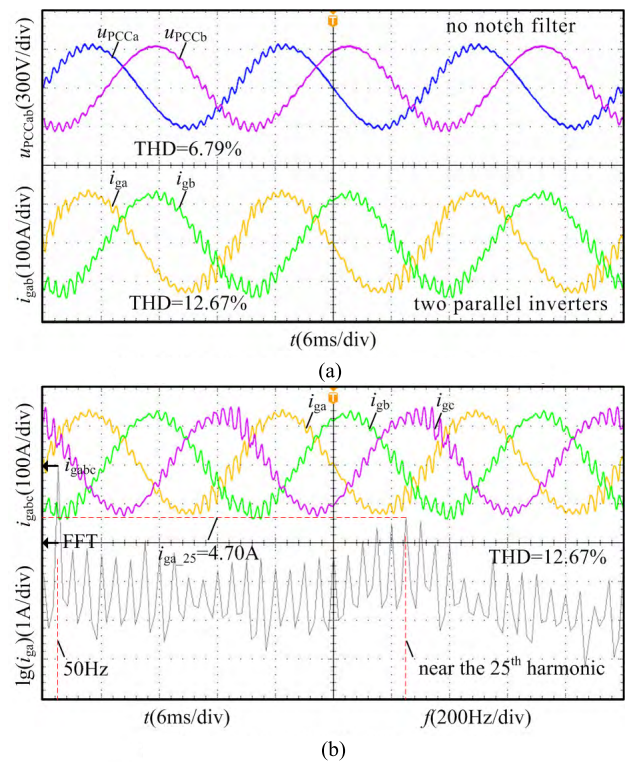 T
u_PCCa
u_PCCb
no notch filter
u_PCCab(300V/div)
THD=6.79%
i_ga
i_gb
i_gab(100A/div)
THD=12.67%
two parallel inverters
t(6ms/div)
(a)
T
i_ga
i_gb
i_gc
i_gabc(100A/div)
i_gabc
FFT
i_ga_25=4.70A
THD=12.67%
lg(i_ga)(1A/div)
50Hz
near the 25th harmonic
t(6ms/div)
f(200Hz/div)
(b)